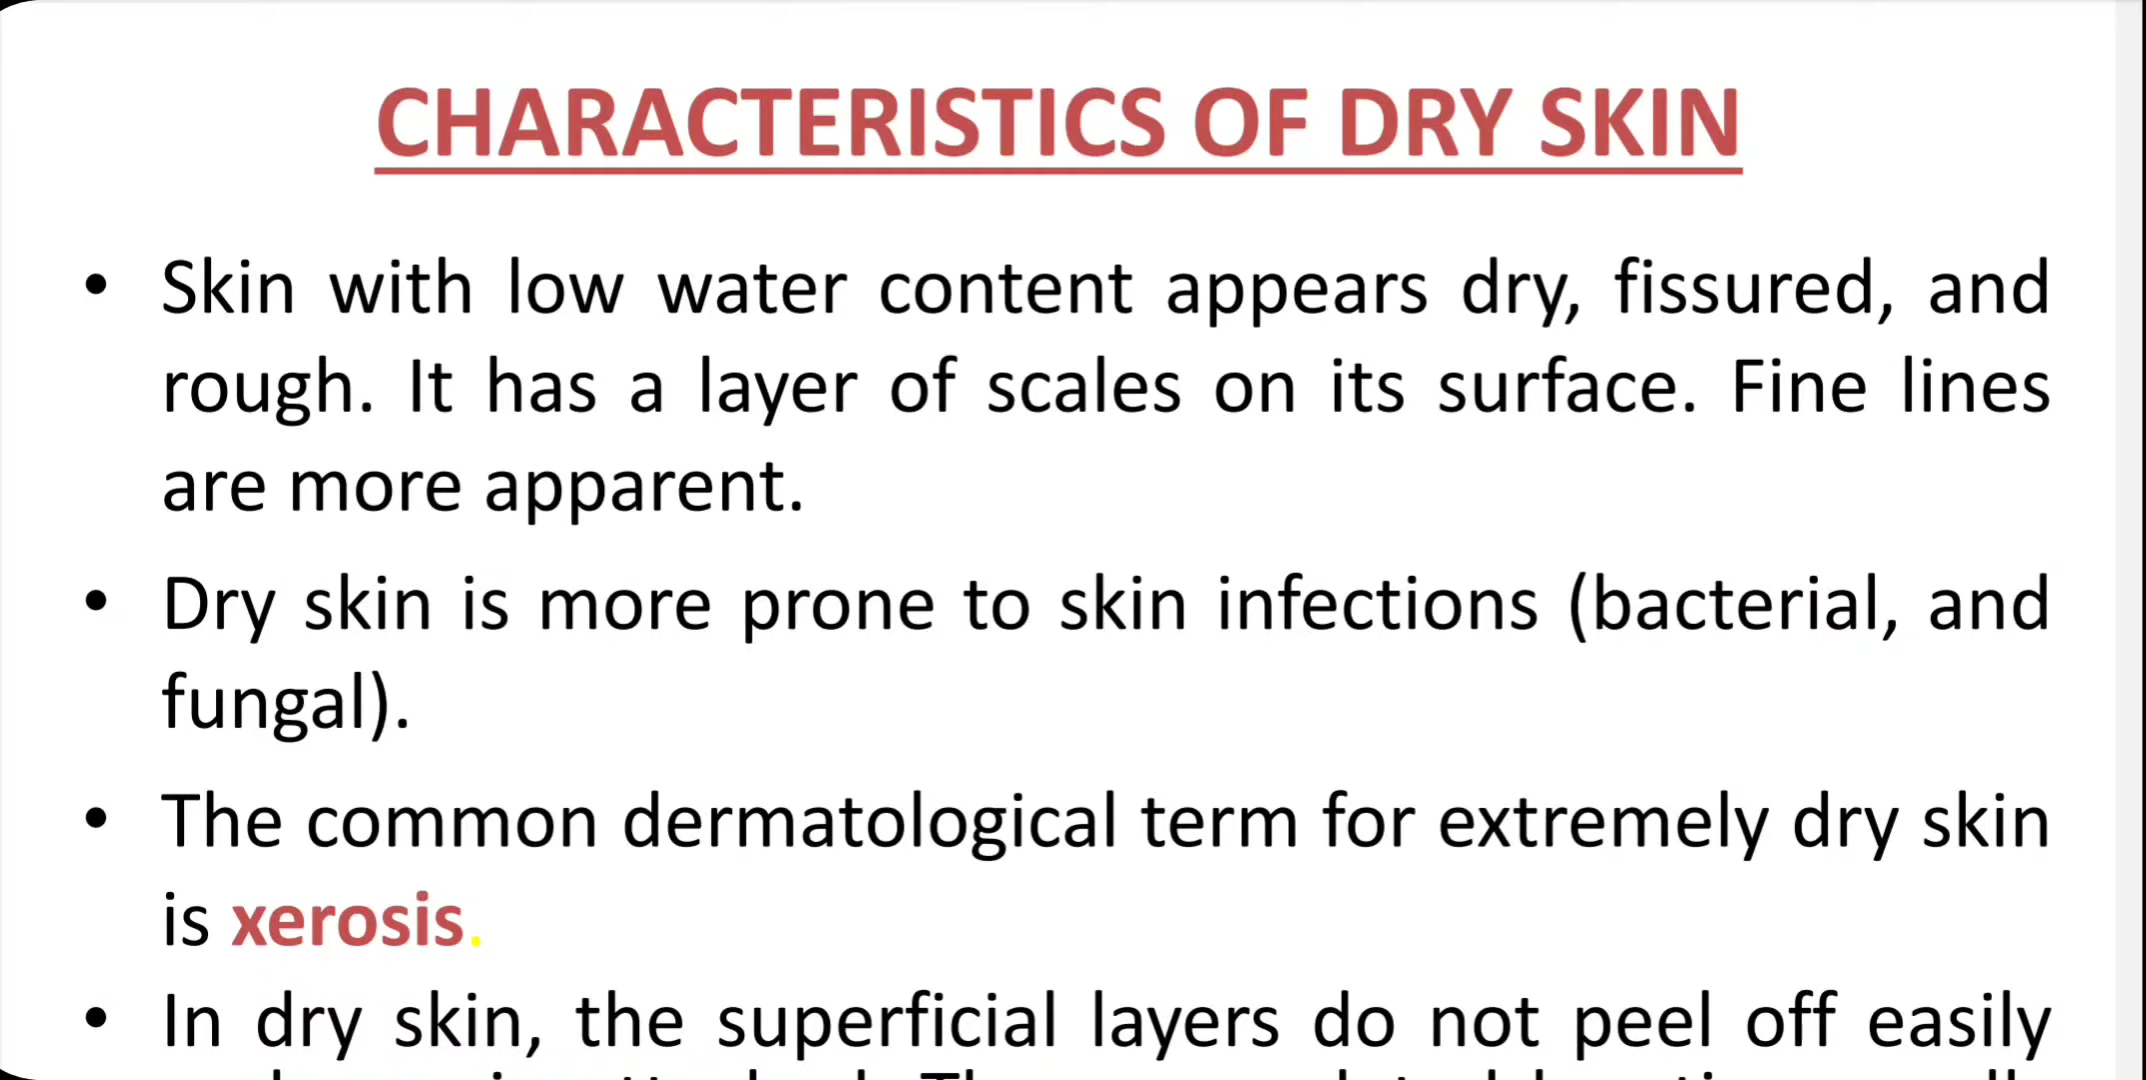 CHARACTERISTICS OF DRY SKIN
• Skin with low water content appears dry, fissured, and
rough. It has a layer of scales on its surface. Fine lines
are more apparent.
• Dry skin is more prone to skin infections (bacterial, and
fungal).
• The common dermatological term for extremely dry skin
is xerosis.
• In dry skin, the superficial layers do not peel off easily